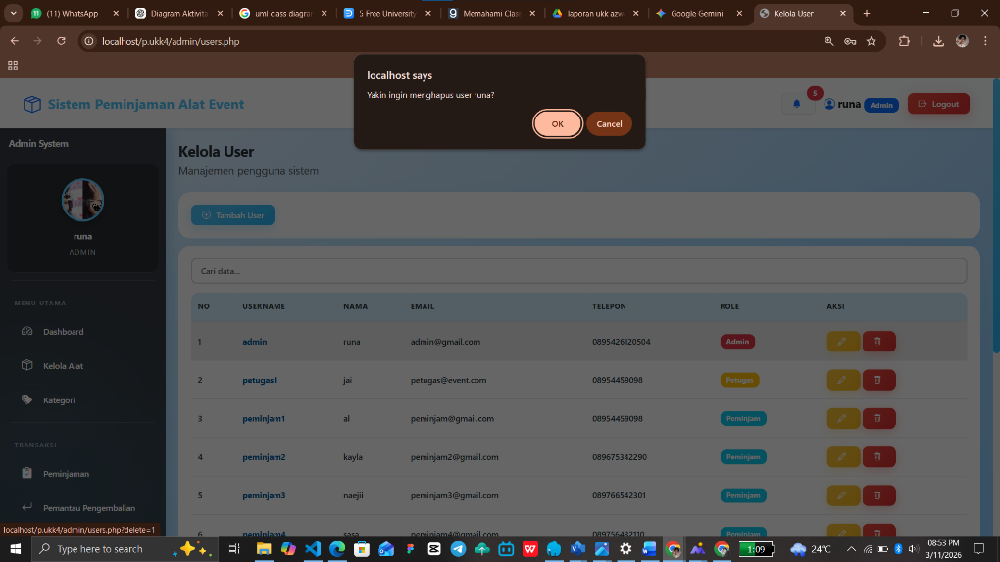 (11) WhatsApp
Diagram Aktivita
uml class diagra
5 Free University
Memahami Clas
laporan ukk azw
Google Gemini
Kelola User
localhost/p.ukk4/admin/users.php
localhost says
Yakin ingin menghapus user runa?
OK
Cancel
Sistem Peminjaman Alat Event
5
runa
Admin
Logout
Admin System
runa
ADMIN
MENU UTAMA
Dashboard
Kelola Alat
Kategori
TRANSAKSI
Peminjaman
Pemantau Pengembalian
Kelola User
Manajemen pengguna sistem
Tambah User
Cari data...
NO USERNAME NAMA EMAIL TELEPON ROLE AKSI
1 admin runa admin@gmail.com 0895426120504 Admin
2 petugas1 jai petugas@event.com 08954459098 Petugas
3 peminjam1 al peminjam@gmail.com 08954459098 Peminjam
4 peminjam2 kayla peminjam2@gmail.com 089675342290 Peminjam
5 peminjam3 naejii peminjam3@gmail.com 089766542301 Peminjam
6 peminjam4 sasa peminjam4@gmail.com Peminjam
localhost/p.ukk4/admin/users.php?delete=1
Type here to search
1:09
24°C
08:53 PM
3/11/2026